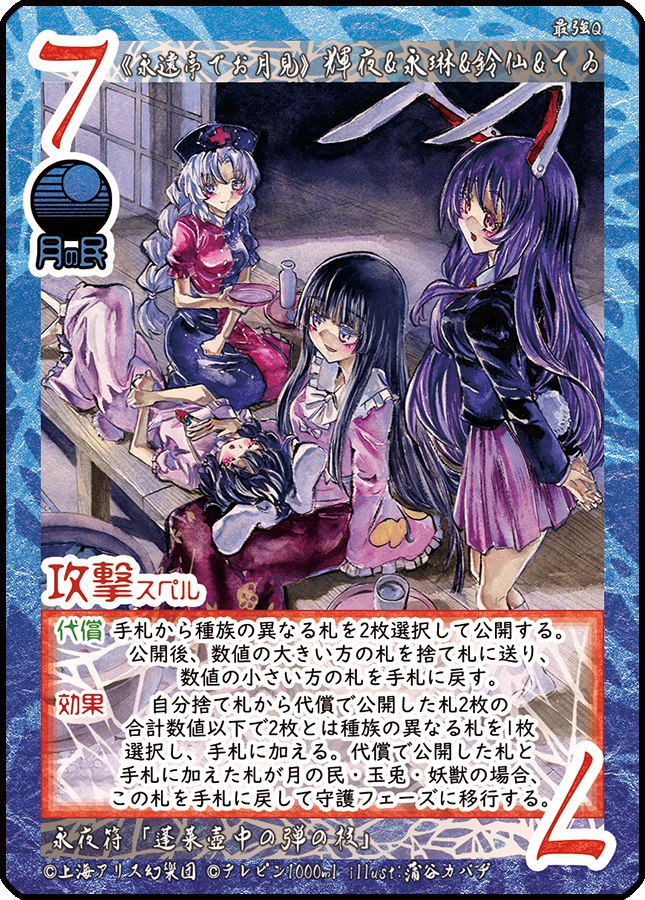 最強Q
7
《永遠亭でお月見》 輝夜&永琳&鈴仙&てゐ
月の民
攻撃スペル
代償 手札から種族の異なる札を2枚選択して公開する。
公開後、数値の大きい方の札を捨て札に送り、
数値の小さい方の札を手札に戻す。
効果 自分捨て札から代償で公開した札2枚の
合計数値以下で2枚とは種族の異なる札を1枚
選択し、手札に加える。代償で公開した札と
手札に加えた札が月の民・玉兎・妖獣の場合、
この札を手札に戻して守護フェーズに移行する。
7
永夜符「蓬莱壺中の弾の枝」
©上海アリス幻樂団 ©テレピン1000ml illust:蒲谷カバヂ